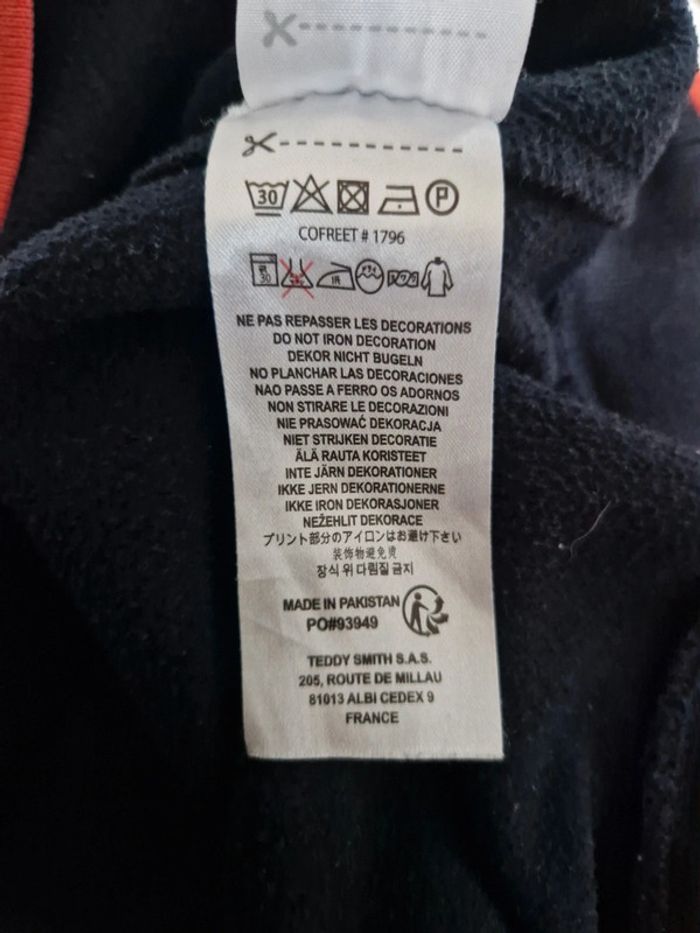 30
P
COFREET # 1796
30
NE PAS REPASSER LES DECORATIONS
DO NOT IRON DECORATION
DEKOR NICHT BUGELN
NO PLANCHAR LAS DECORACIONES
NAO PASSE A FERRO OS ADORNOS
NON STIRARE LE DECORAZIONI
NIE PRASOWAĆ DEKORACJA
NIET STRIJKEN DECORATIE
ÄLÄ RAUTA KORISTEET
INTE JÄRN DEKORATIONER
IKKE JERN DEKORATIONERNE
IKKE IRON DEKORASJONER
NEŽEHLIT DEKORACE
プリント部分のアイロンはお避け下さい
装饰物避免烫
장식 위 다림질 금지
MADE IN PAKISTAN
PO#93949
TEDDY SMITH S.A.S.
205, ROUTE DE MILLAU
81013 ALBI CEDEX 9
FRANCE